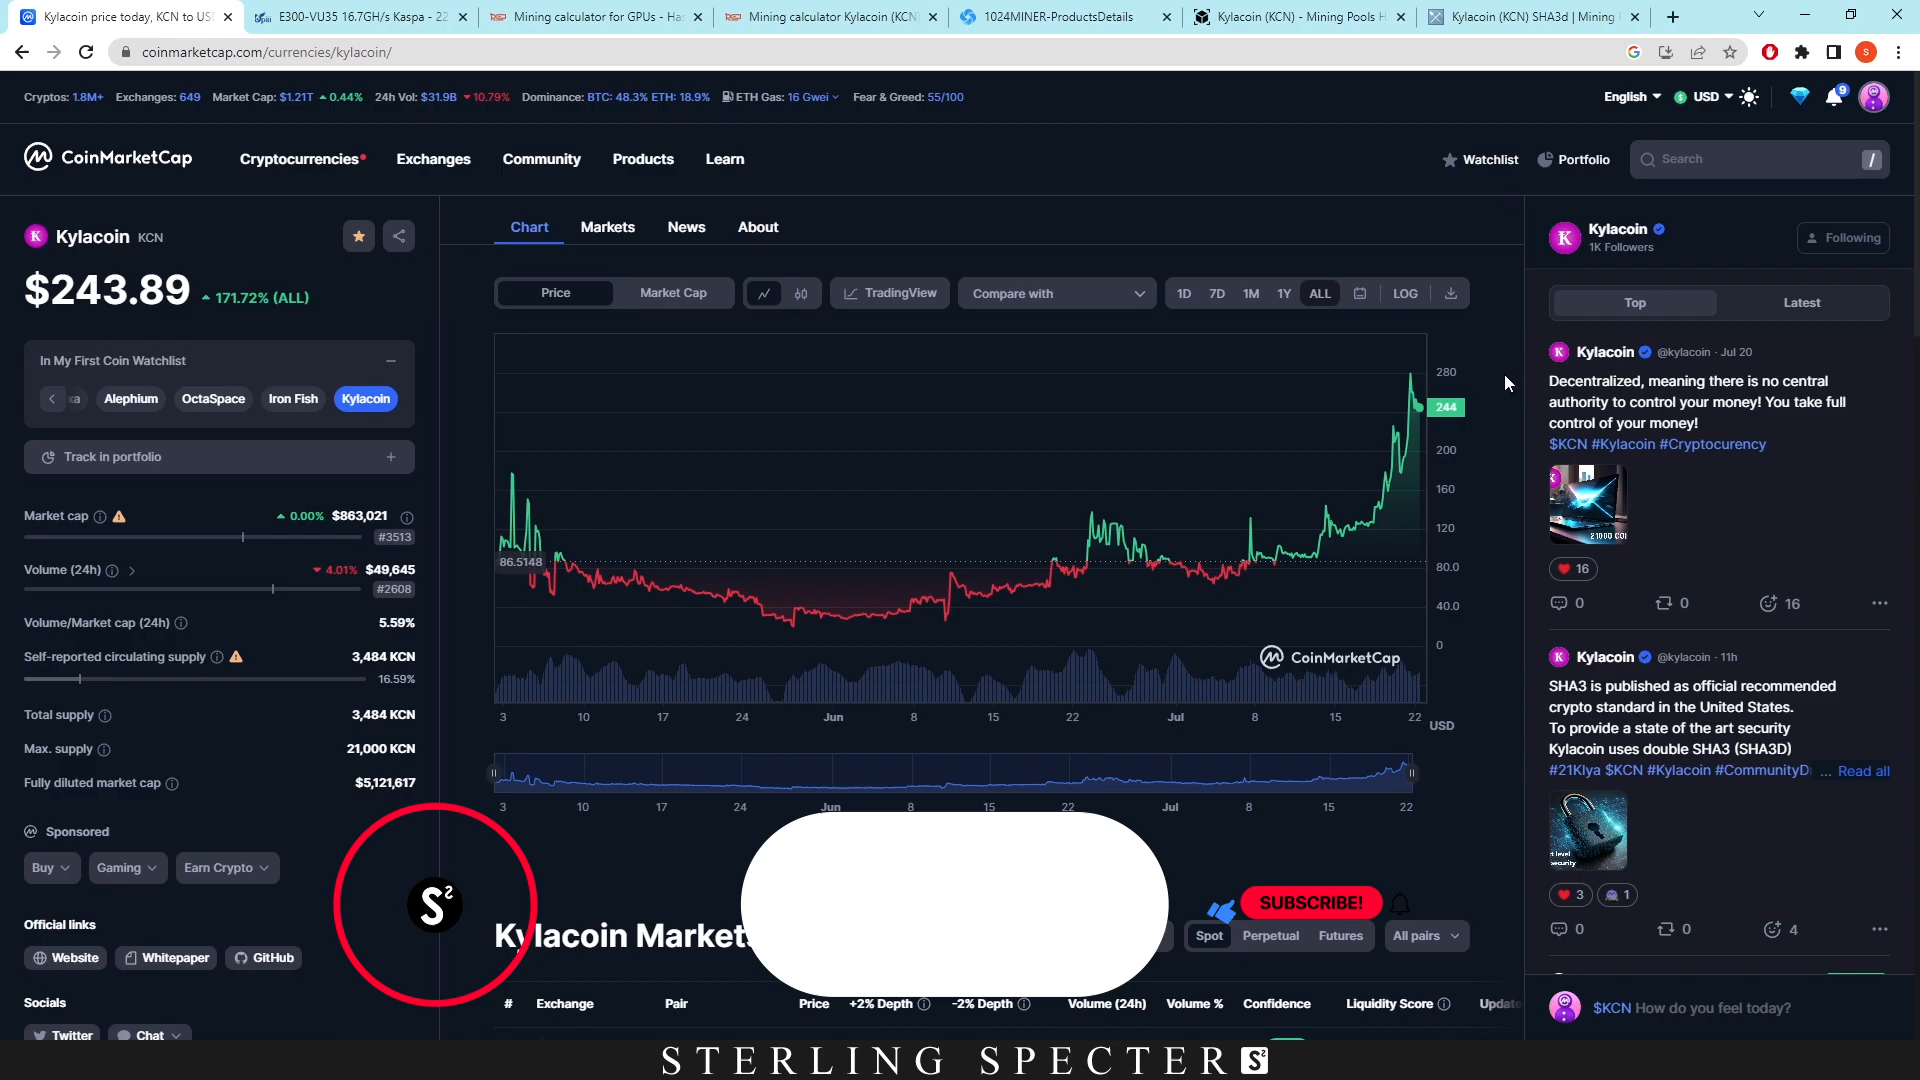 Kylacoin price today, KCN to US
E300-VU35 16.7GH/s Kaspa - 22
Mining calculator for GPUs - Has
Mining calculator Kylacoin (KCN)
1024MINER-ProductsDetails
Kylacoin (KCN) - Mining Pools H
Kylacoin (KCN) SHA3d | Mining
coinmarketcap.com/currencies/kylacoin/
S
Cryptos: 1.8M+ Exchanges: 649 Market Cap: $1.21T 0.44% 24h Vol: $31.9B 10.79% Dominance: BTC: 48.3% ETH: 18.9% ETH Gas: 16 Gwei Fear & Greed: 55/100
English USD 9
CoinMarketCap Cryptocurrencies Exchanges Community Products Learn
Watchlist Portfolio Search /
Kylacoin KCN
$243.89 171.72% (ALL)
In My First Coin Watchlist
Alephium OctaSpace Iron Fish Kylacoin
Track in portfolio +
Market cap 0.00% $863,021
#3513
Volume (24h) 4.01% $49,645
#2608
Volume/Market cap (24h) 5.59%
Self-reported circulating supply 3,484 KCN
16.59%
Total supply 3,484 KCN
Max. supply 21,000 KCN
Fully diluted market cap $5,121,617
Sponsored
Buy Gaming Earn Crypto
Official links
Website Whitepaper GitHub
Socials
Twitter Chat
Chart Markets News About
Price Market Cap TradingView Compare with 1D 7D 1M 1Y ALL LOG
280
244
200
160
120
80.0
40.0
0
86.5148
CoinMarketCap
3 10 17 24 Jun 8 15 22 Jul 8 15 22 USD
3 10 17 24 Jun 8 15 22 Jul 8 15 22
S²
SUBSCRIBE!
Kylacoin Markets
Spot Perpetual Futures All pairs
# Exchange Pair Price +2% Depth -2% Depth Volume (24h) Volume % Confidence Liquidity Score Update
Kylacoin
1K Followers
Following
Top Latest
Kylacoin @kylacoin · Jul 20
Decentralized, meaning there is no central
authority to control your money! You take full
control of your money!
$KCN #Kylacoin #Cryptocurency
21000 COI
16
0 0 16
Kylacoin @kylacoin · 11h
SHA3 is published as official recommended
crypto standard in the United States.
To provide a state of the art security
Kylacoin uses double SHA3 (SHA3D)
#21Klya $KCN #Kylacoin #CommunityD ... Read all
security
3 1
0 0 4
$KCN How do you feel today?
STERLING SPECTER S²